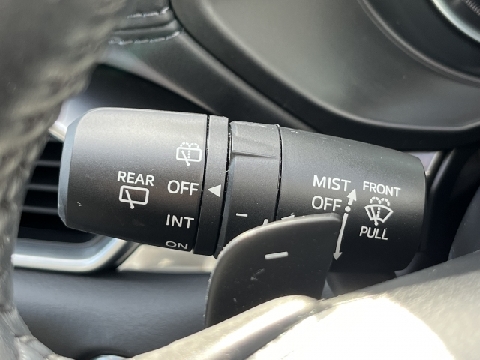 REAR
OFF
INT
ON
MIST
OFF
FRONT
PULL